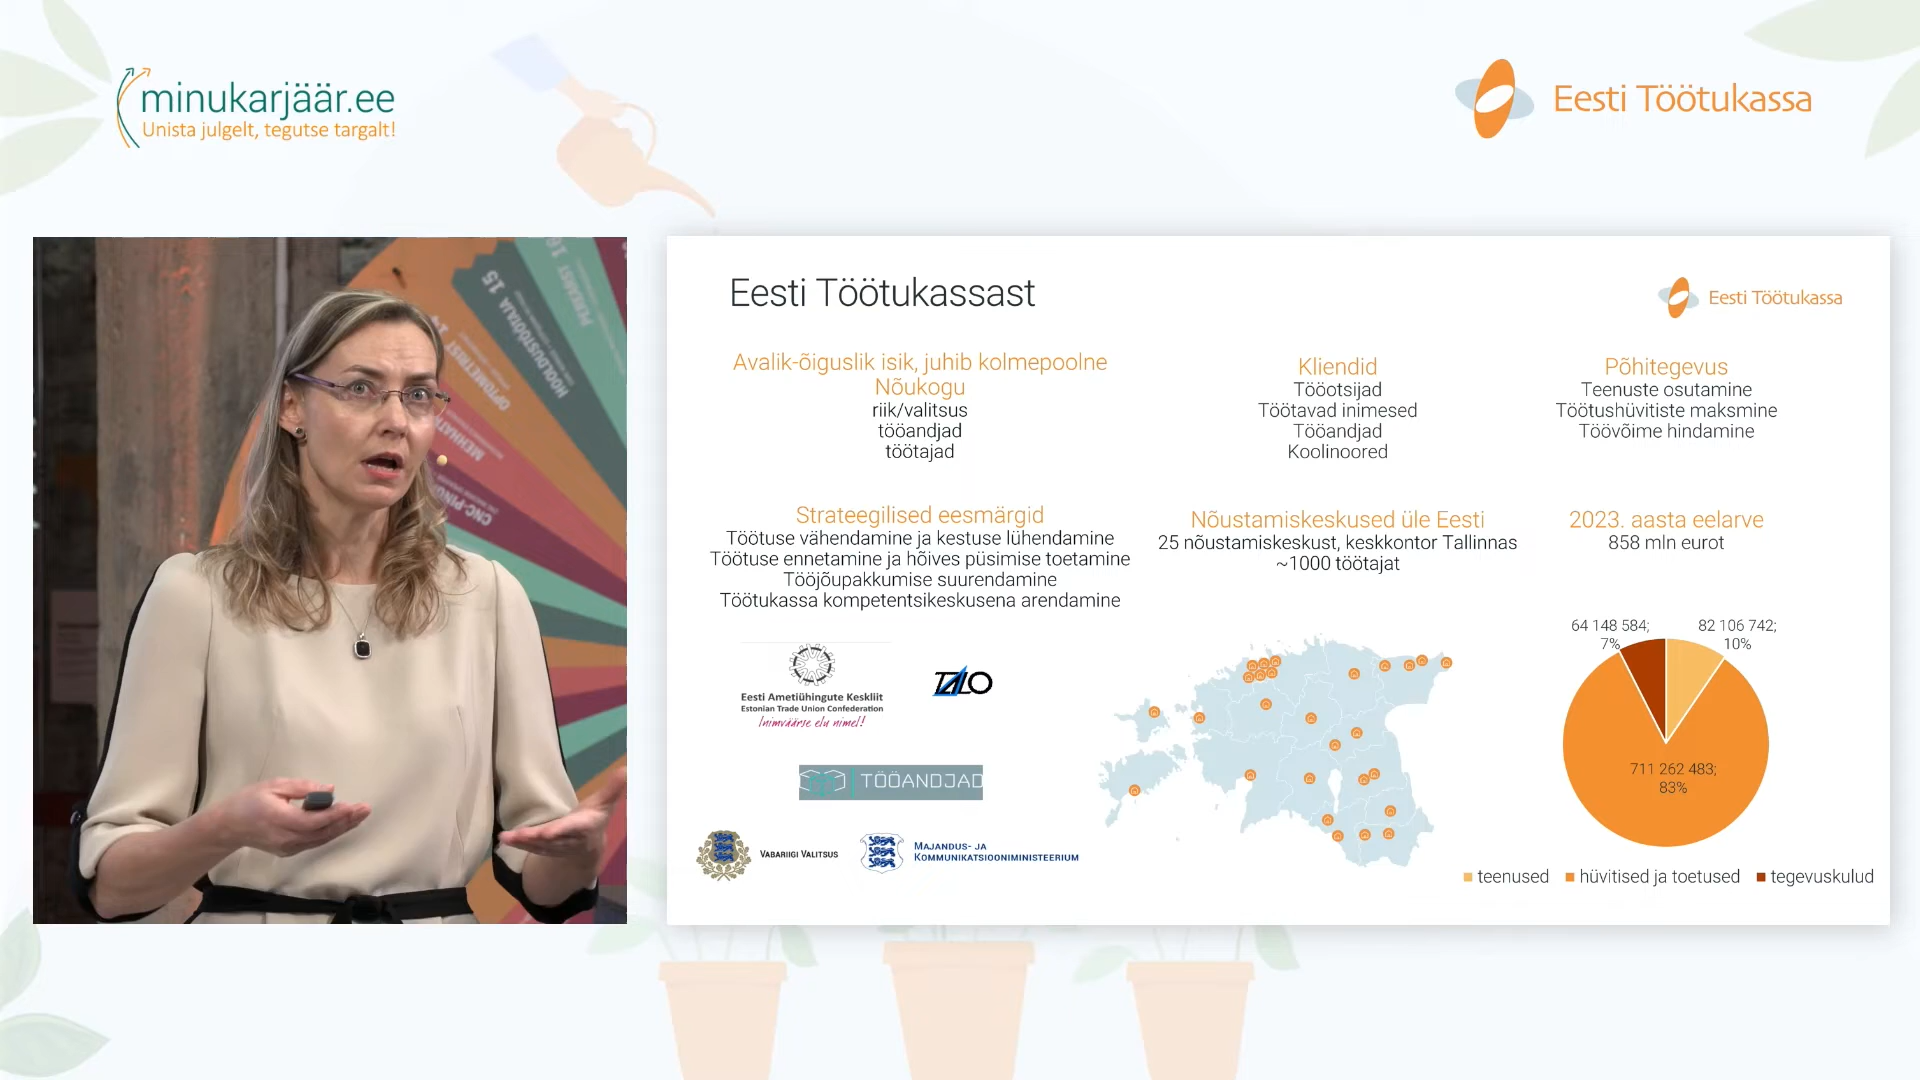 minukarjäär.ee
Unista julgelt, tegutse targalt!
Eesti Töötukassa
HOOLDUSTÖÖTAJA 15
OPTOMETRIST
CNC-PINGI
Eesti Töötukassast
Eesti Töötukassa
Avalik-õiguslik isik, juhib kolmepoolne
Nõukogu
riik/valitsus
tööandjad
töötajad
Kliendid
Tööotsijad
Töötavad inimesed
Tööandjad
Koolinoored
Põhitegevus
Teenuste osutamine
Töötushüvitiste maksmine
Töövõime hindamine
Strateegilised eesmärgid
Töötuse vähendamine ja kestuse lühendamine
Töötuse ennetamine ja hõives püsimise toetamine
Tööjõupakkumise suurendamine
Töötukassa kompetentsikeskusena arendamine
Nõustamiskeskused üle Eesti
25 nõustamiskeskust, keskkontor Tallinnas
~1000 töötajat
2023. aasta eelarve
858 mln eurot
Eesti Ametiühingute Keskliit
Estonian Trade Union Confederation
Inimväärse elu nimel!
TALO
TÖÖANDJAD
VABARIIGI VALITSUS
MAJANDUS- JA
KOMMUNIKATSIOONIMINISTEERIUM
64 148 584;
7%
82 106 742;
10%
711 262 483;
83%
teenused
hüvitised ja toetused
tegevuskulud